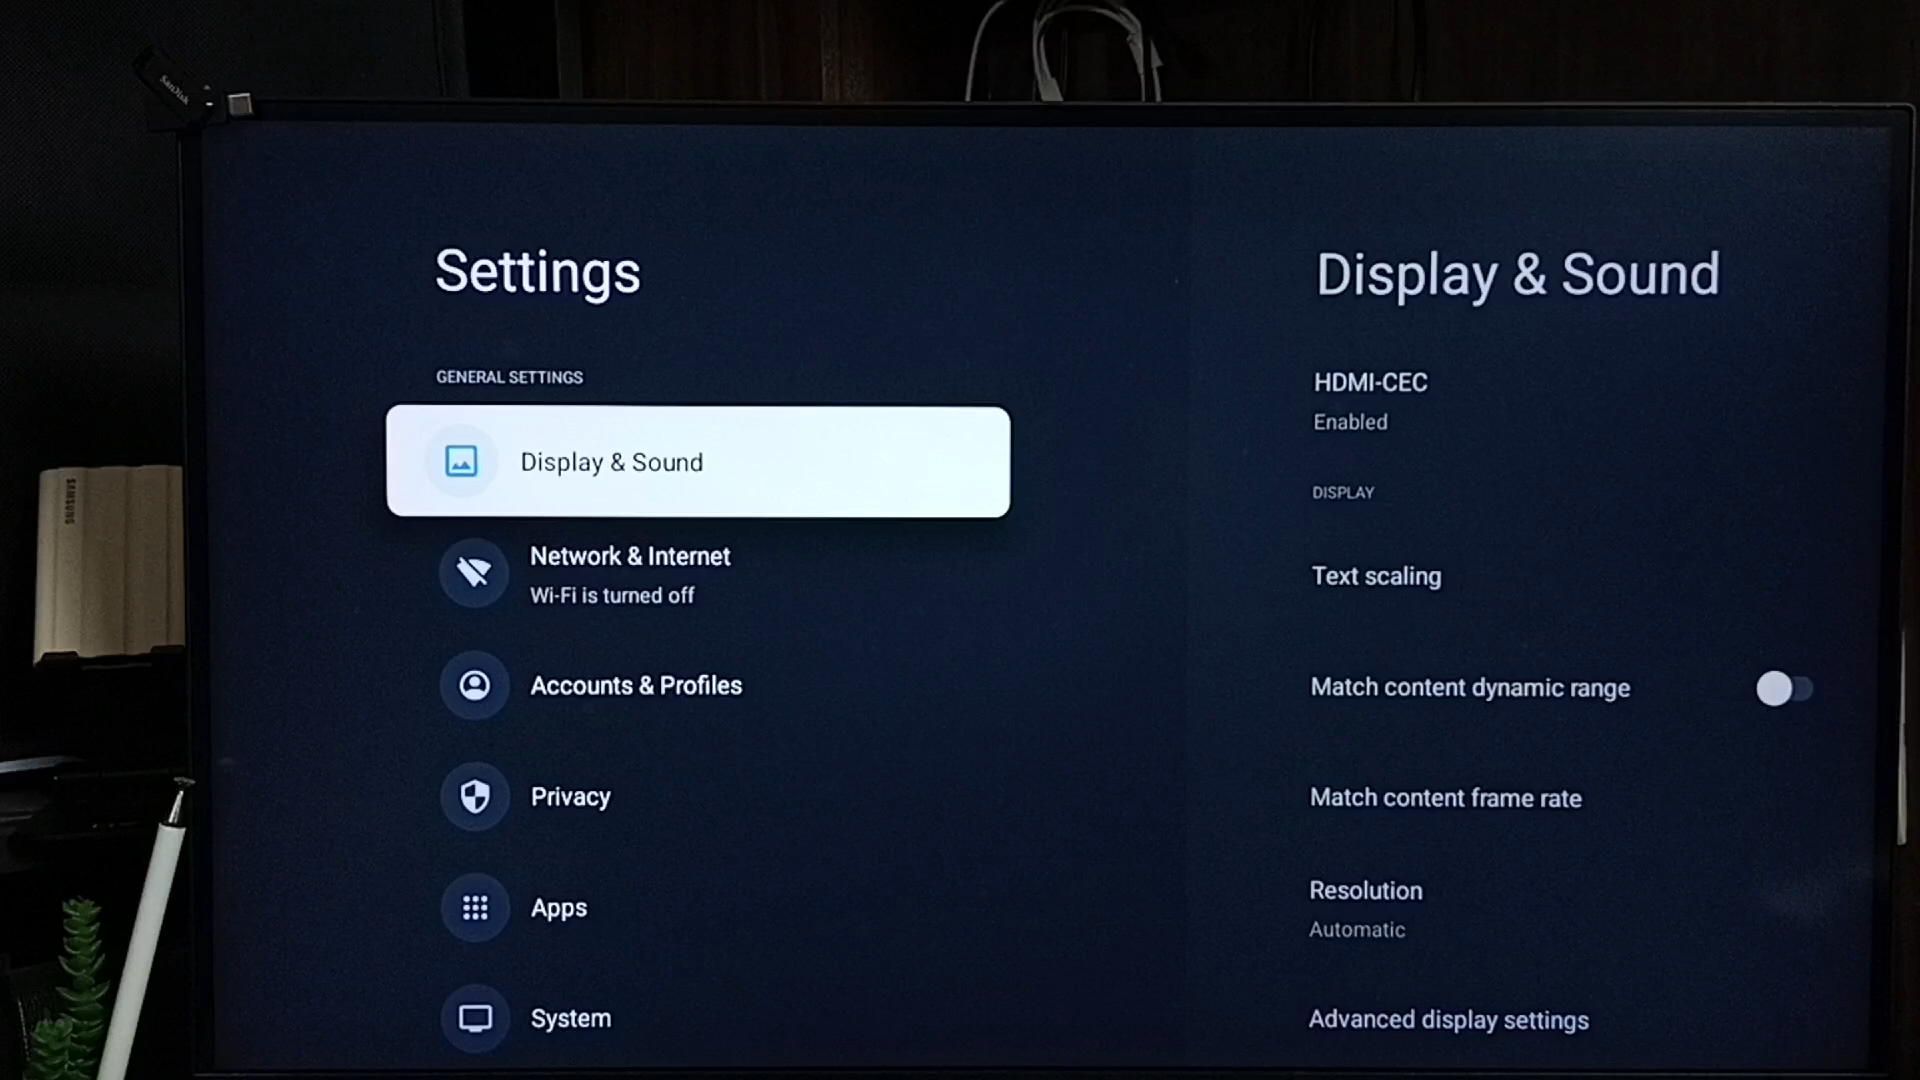 SanDisk
SAMSUNG
Settings
GENERAL SETTINGS
Display & Sound
Network & Internet
Wi-Fi is turned off
Accounts & Profiles
Privacy
Apps
System
Display & Sound
HDMI-CEC
Enabled
DISPLAY
Text scaling
Match content dynamic range
Match content frame rate
Resolution
Automatic
Advanced display settings